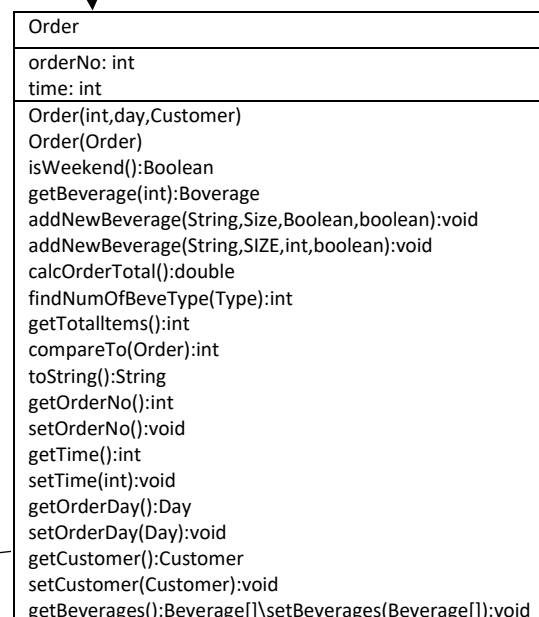 Order
orderNo: int
time: int
Order(int,day,Customer)
Order(Order)
isWeekend():Boolean
getBeverage(int):Boverage
addNewBeverage(String,Size,Boolean,boolean):void
addNewBeverage(String,SIZE,int,boolean):void
calcOrderTotal():double
findNumOfBeveType(Type):int
getTotalItems():int
compareTo(Order):int
toString():String
getOrderNo():int
setOrderNo():void
getTime():int
setTime(int):void
getOrderDay():Day
setOrderDay(Day):void
getCustomer():Customer
setCustomer(Customer):void
getBeverages():Beverage[]\setBeverages(Beverage[]):void